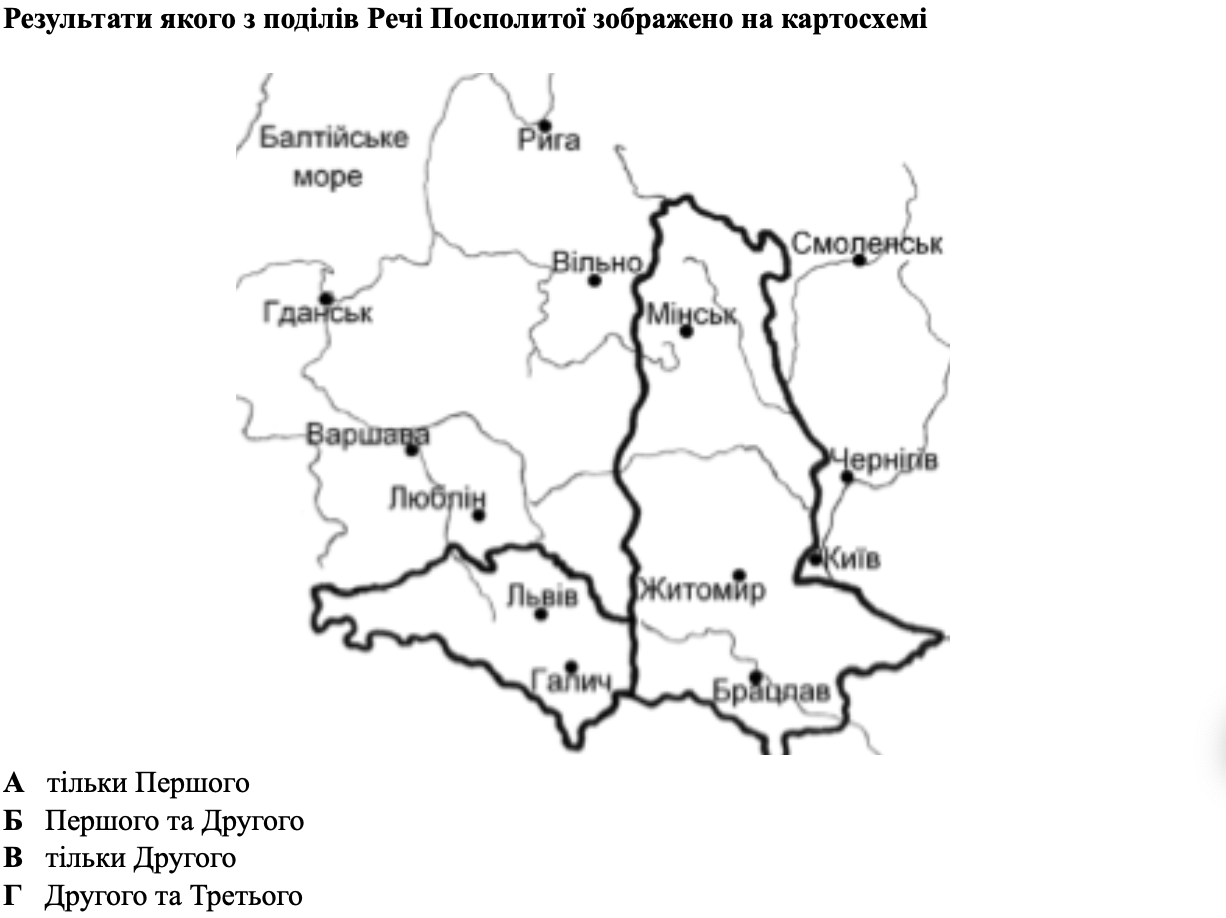 Результати якого з поділів Речі Посполитої зображено на картосхемі
Балтійське
море
Рига
Смоленськ
Вільно
Гданськ
Мінськ
Варшава
Чернігів
Люблін
Київ
Житомир
Львів
Галич
Брацлав
А тільки Першого
Б Першого та Другого
В тільки Другого
Г Другого та Третього